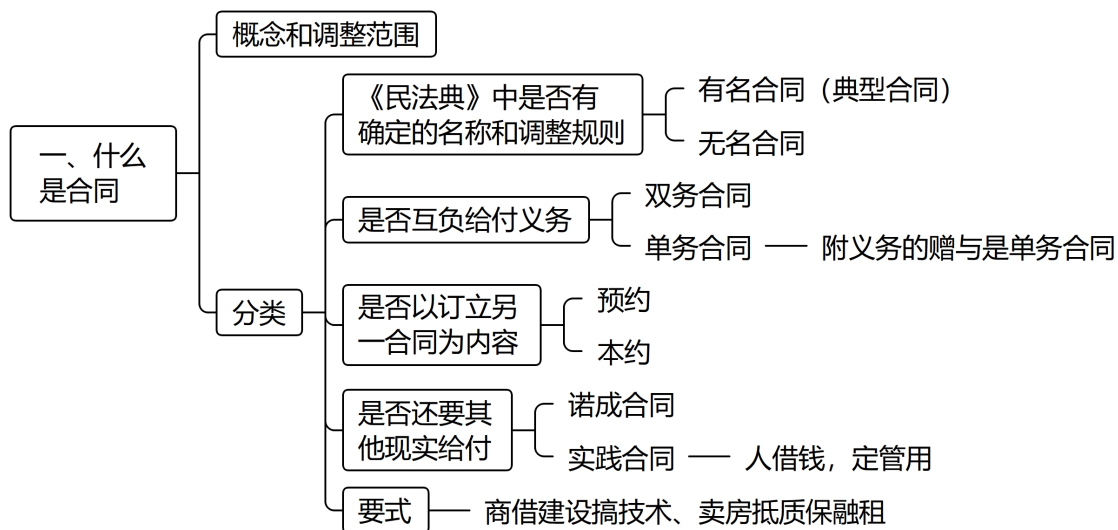 概念和调整范围
一、什么
是合同
《民法典》中是否有
确定的名称和调整规则
有名合同（典型合同）
无名合同
是否互负给付义务
双务合同
单务合同
附义务的赠与是单务合同
分类
是否以订立另
一合同为内容
预约
本约
是否还要其
他现实给付
诺成合同
实践合同
人借钱，定管用
要式
商借建设搞技术、卖房抵质保融租